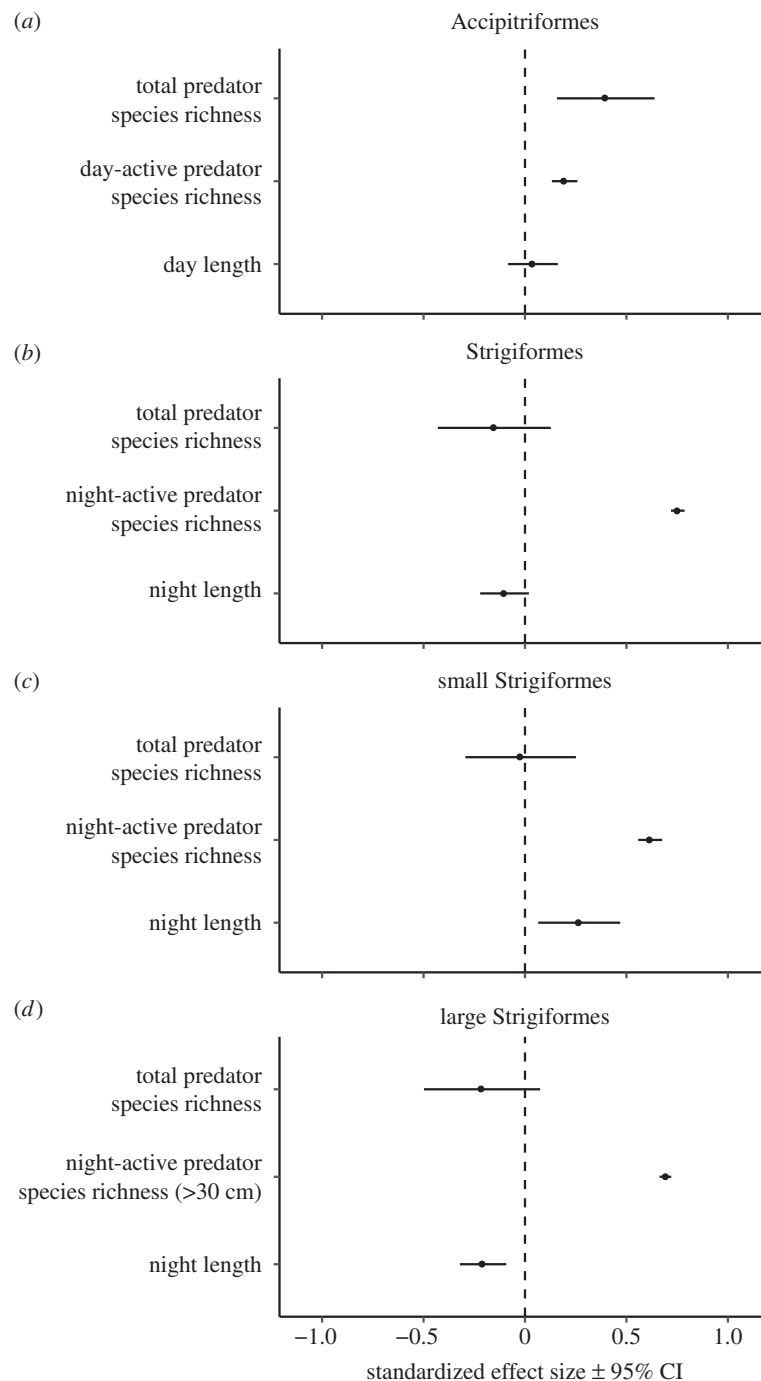 (a)
Accipitriformes
total predator
species richness
day-active predator
species richness
day length
(b)
Strigiformes
total predator
species richness
night-active predator
species richness
night length
(c)
small Strigiformes
total predator
species richness
night-active predator
species richness
night length
(d)
large Strigiformes
total predator
species richness
night-active predator
species richness (>30 cm)
night length
−1.0 −0.5 0 0.5 1.0
standardized effect size ± 95% CI